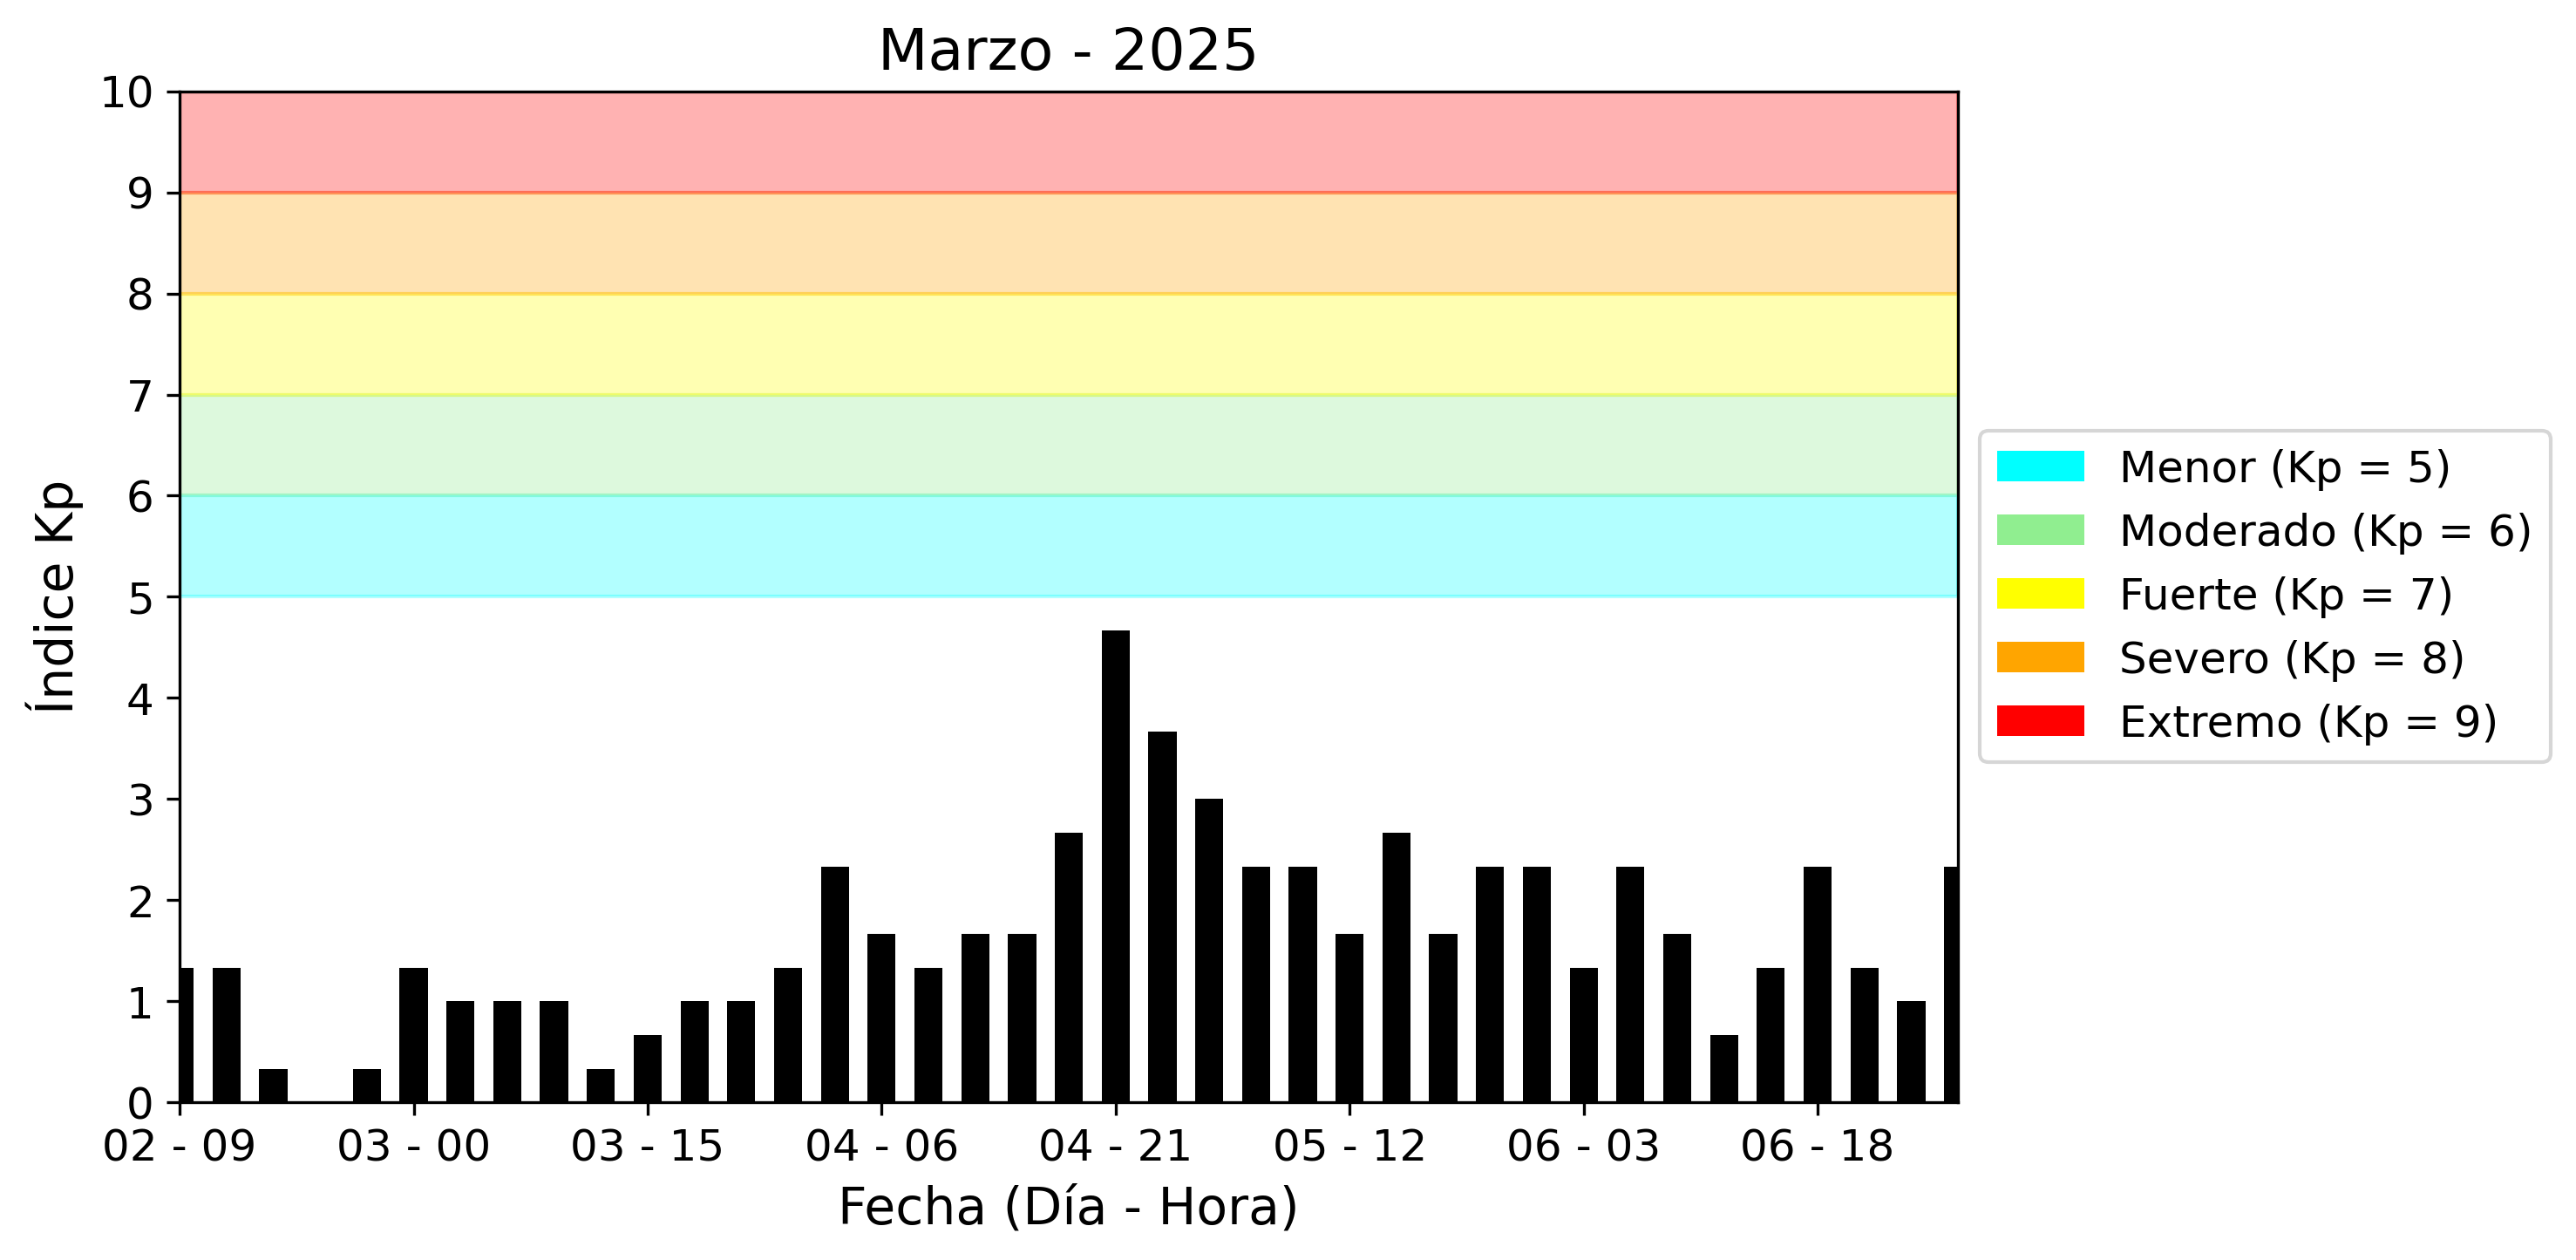 Marzo - 2025
10
9
8
7
6
5
4
3
2
1
0
Índice Kp
02 - 09
03 - 00
03 - 15
04 - 06
04 - 21
05 - 12
06 - 03
06 - 18
Fecha (Día - Hora)
Menor (Kp = 5)
Moderado (Kp = 6)
Fuerte (Kp = 7)
Severo (Kp = 8)
Extremo (Kp = 9)